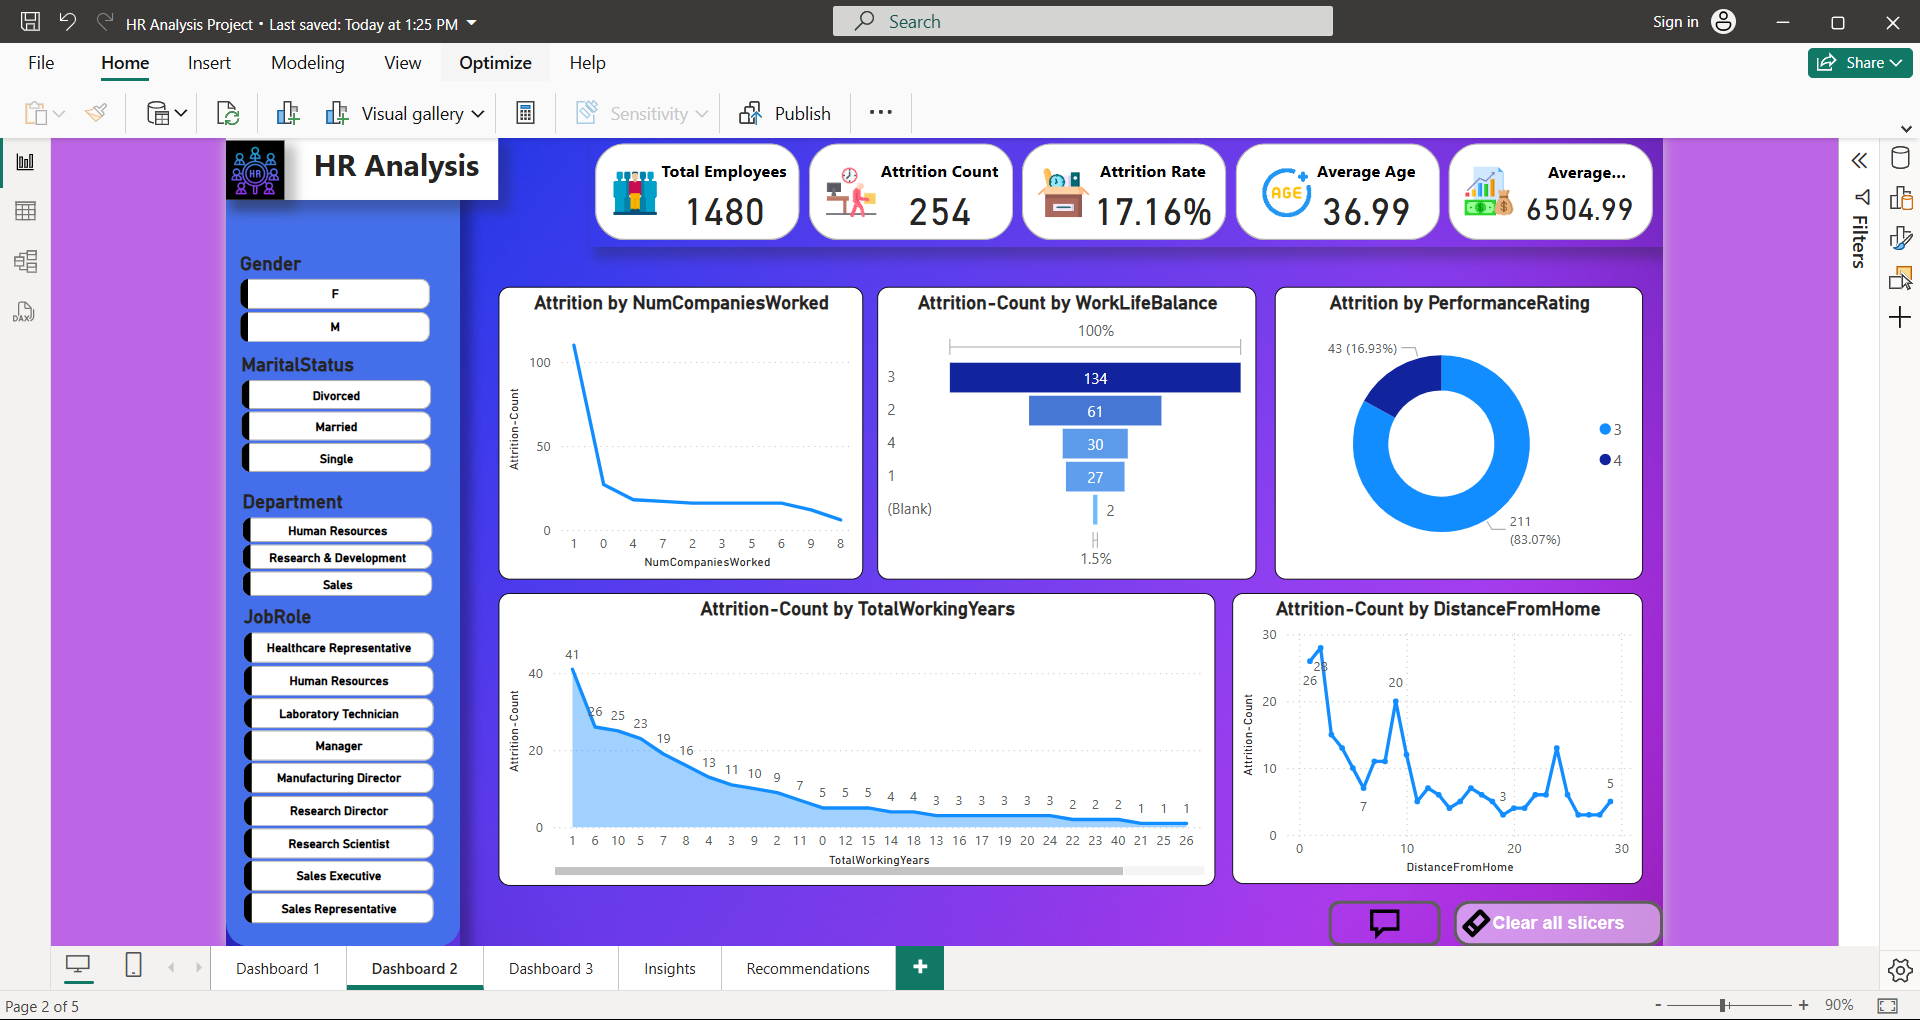 HR Analysis Project • Last saved: Today at 1:25 PM
Search
Sign in
File
Home
Insert
Modeling
View
Optimize
Help
Share
Visual gallery
Sensitivity
Publish
...
HR
HR Analysis
Total Employees
1480
Attrition Count
254
Attrition Rate
17.16%
AGE
Average Age
36.99
Average...
6504.99
Filters
DAX
Gender
F
M
MaritalStatus
Divorced
Married
Single
Department
Human Resources
Research & Development
Sales
JobRole
Healthcare Representative
Human Resources
Laboratory Technician
Manager
Manufacturing Director
Research Director
Research Scientist
Sales Executive
Sales Representative
Attrition by NumCompaniesWorked
Attrition-Count
100
50
0
1 0 4 7 2 3 5 6 9 8
NumCompaniesWorked
Attrition-Count by WorkLifeBalance
100%
3 134
2 61
4 30
1 27
(Blank) 2
1.5%
Attrition by PerformanceRating
43 (16.93%)
3
4
211
(83.07%)
Attrition-Count by TotalWorkingYears
Attrition-Count
40
20
0
41 26 25 23 19 16 13 11 10 9 7 5 5 5 4 4 3 3 3 3 3 3 2 2 2 1 1 1
1 6 10 5 7 8 4 3 9 2 11 0 12 15 14 18 13 16 17 19 20 24 22 23 40 21 25 26
TotalWorkingYears
Attrition-Count by DistanceFromHome
Attrition-Count
30
20
10
0
28
26
20
7
3
5
0 10 20 30
DistanceFromHome
Clear all slicers
Dashboard 1
Dashboard 2
Dashboard 3
Insights
Recommendations
+
Page 2 of 5
- + 90%